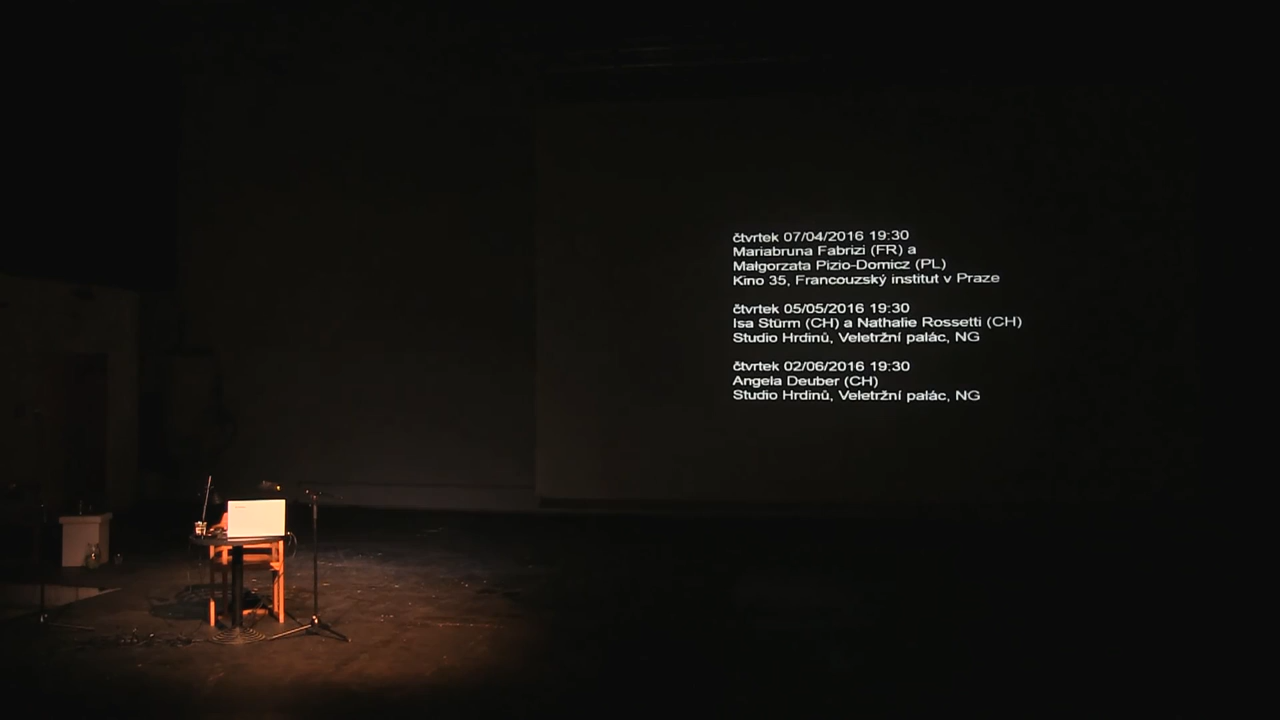 čtvrtek 07/04/2016 19:30
Mariabruna Fabrizi (FR) a
Małgorzata Pizio-Domicz (PL)
Kino 35, Francouzský institut v Praze
čtvrtek 05/05/2016 19:30
Isa Stürm (CH) a Nathalie Rossetti (CH)
Studio Hrdinů, Veletržní palác, NG
čtvrtek 02/06/2016 19:30
Angela Deuber (CH)
Studio Hrdinů, Veletržní palác, NG